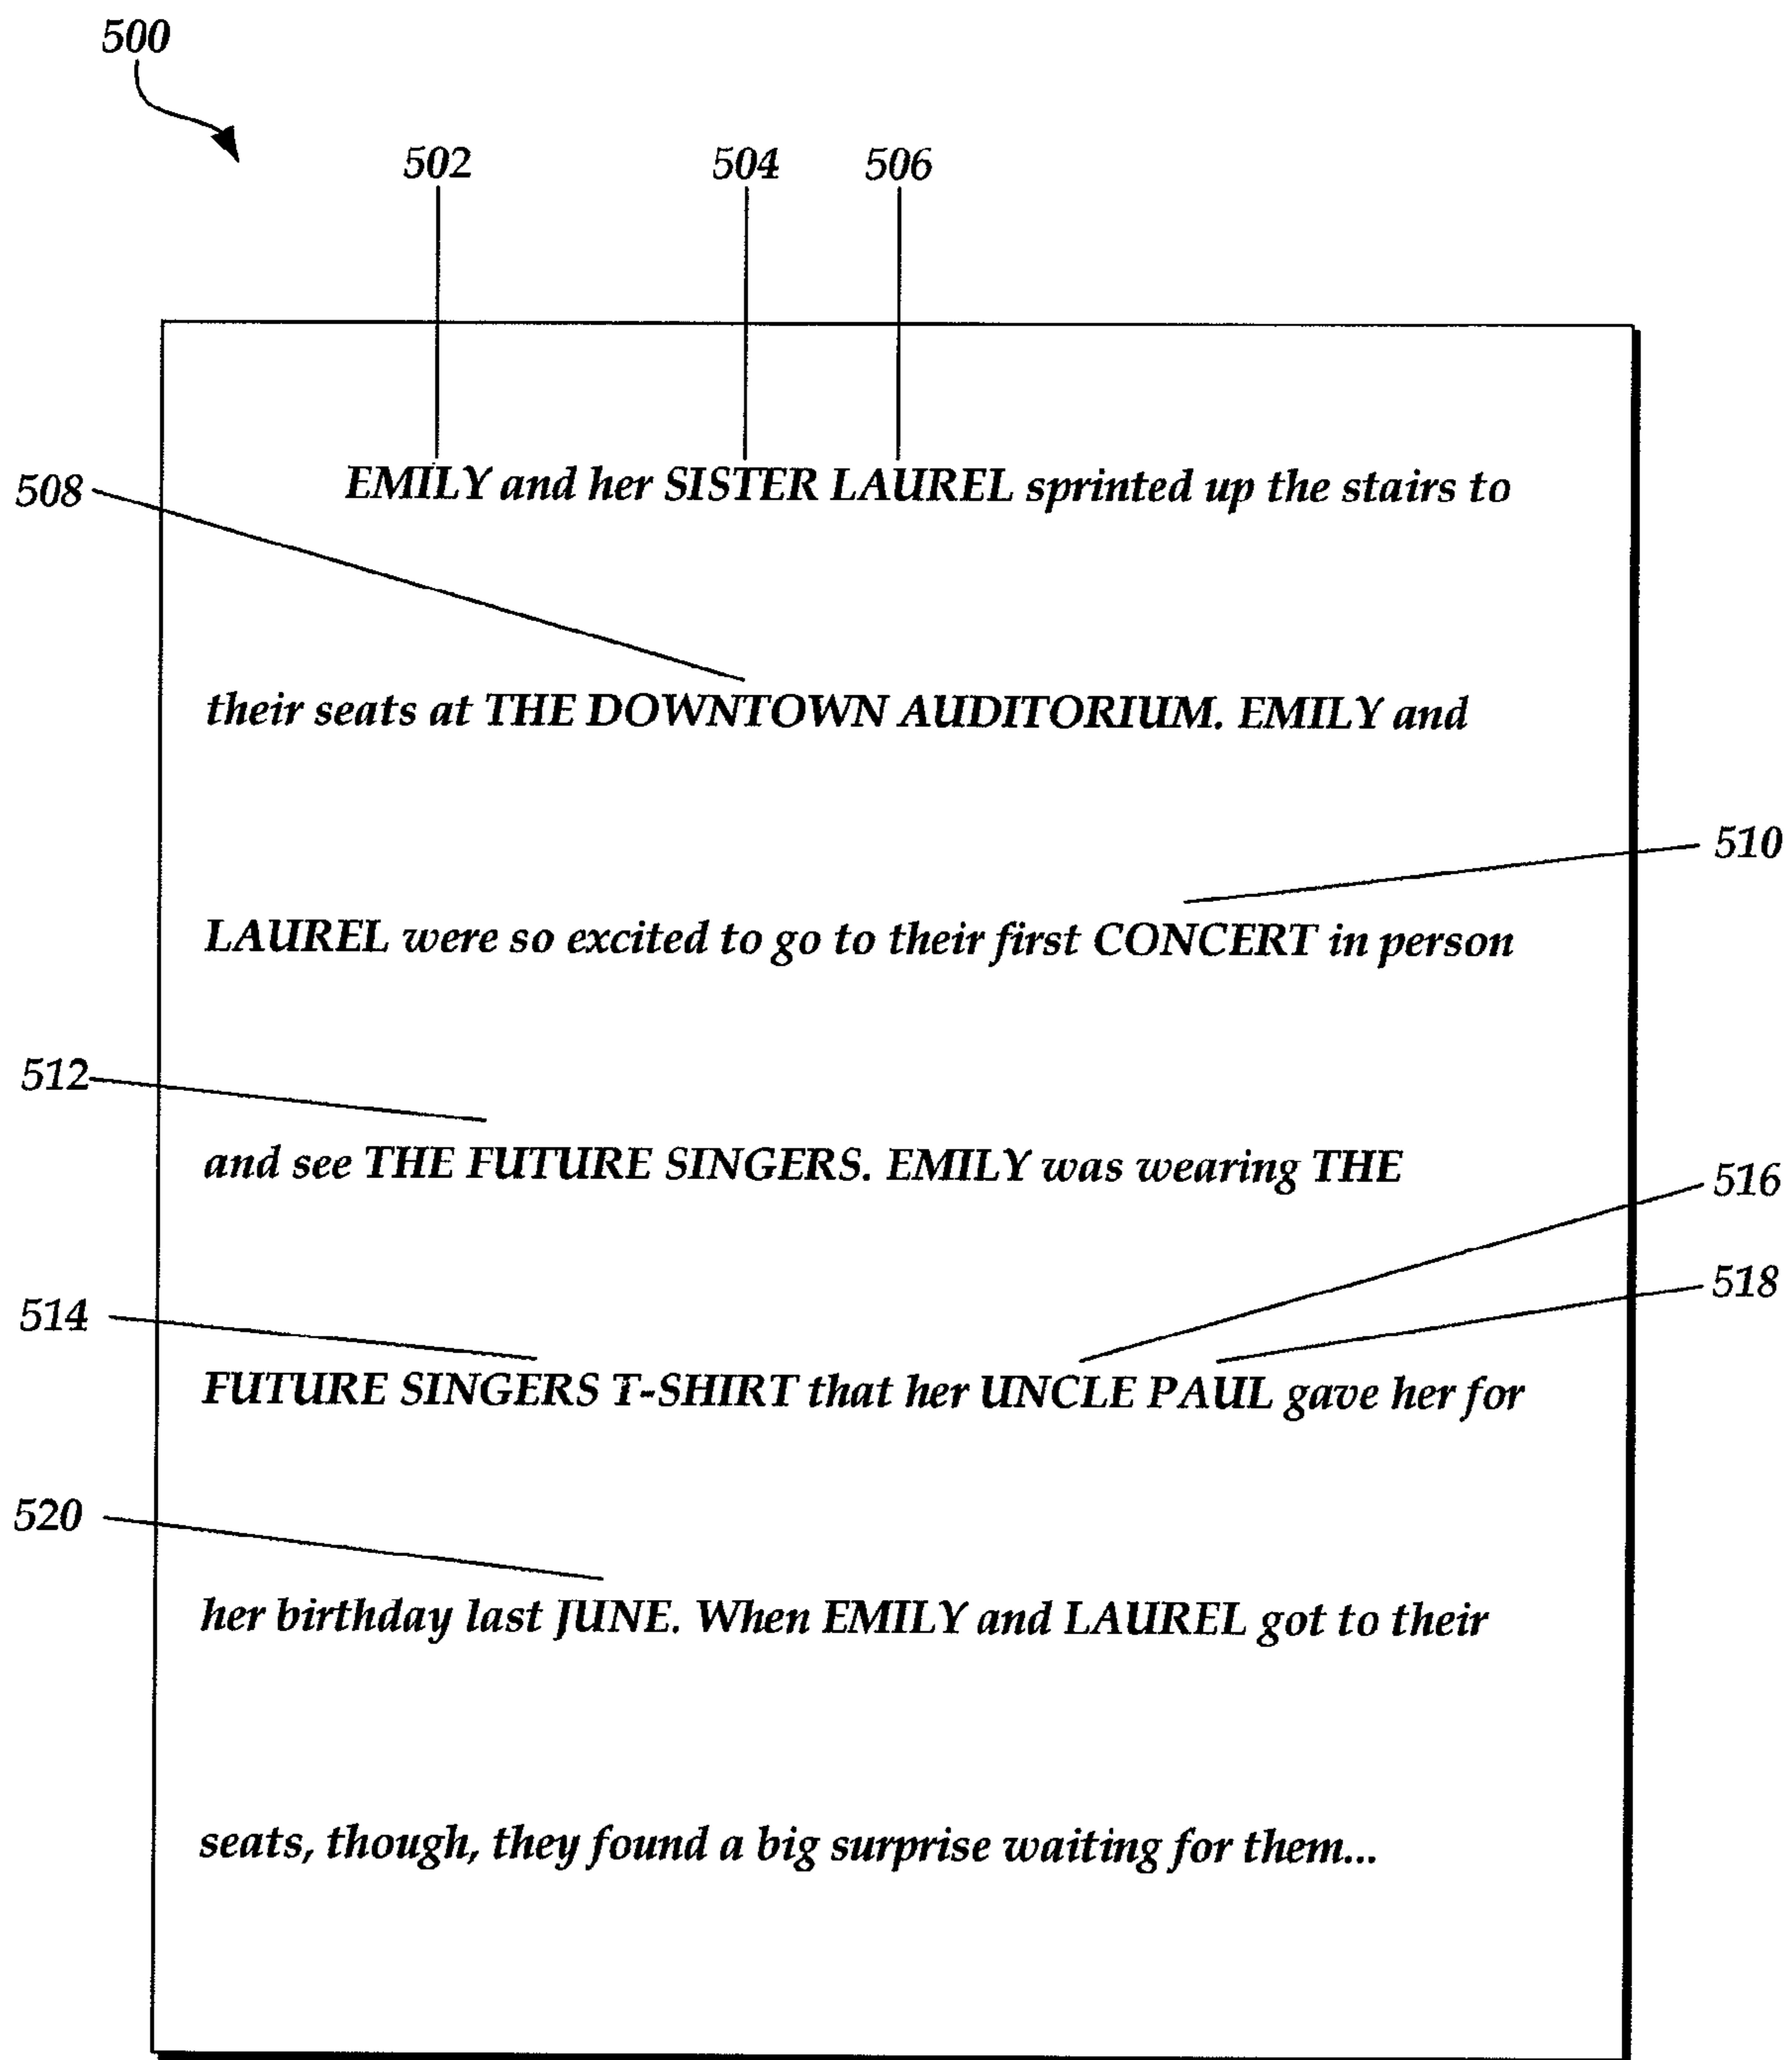 500
502 504 506
EMILY and her SISTER LAUREL sprinted up the stairs to
508
their seats at THE DOWNTOWN AUDITORIUM. EMILY and
510
LAUREL were so excited to go to their first CONCERT in person
512
and see THE FUTURE SINGERS. EMILY was wearing THE
516
518
514
FUTURE SINGERS T-SHIRT that her UNCLE PAUL gave her for
520
her birthday last JUNE. When EMILY and LAUREL got to their
seats, though, they found a big surprise waiting for them...